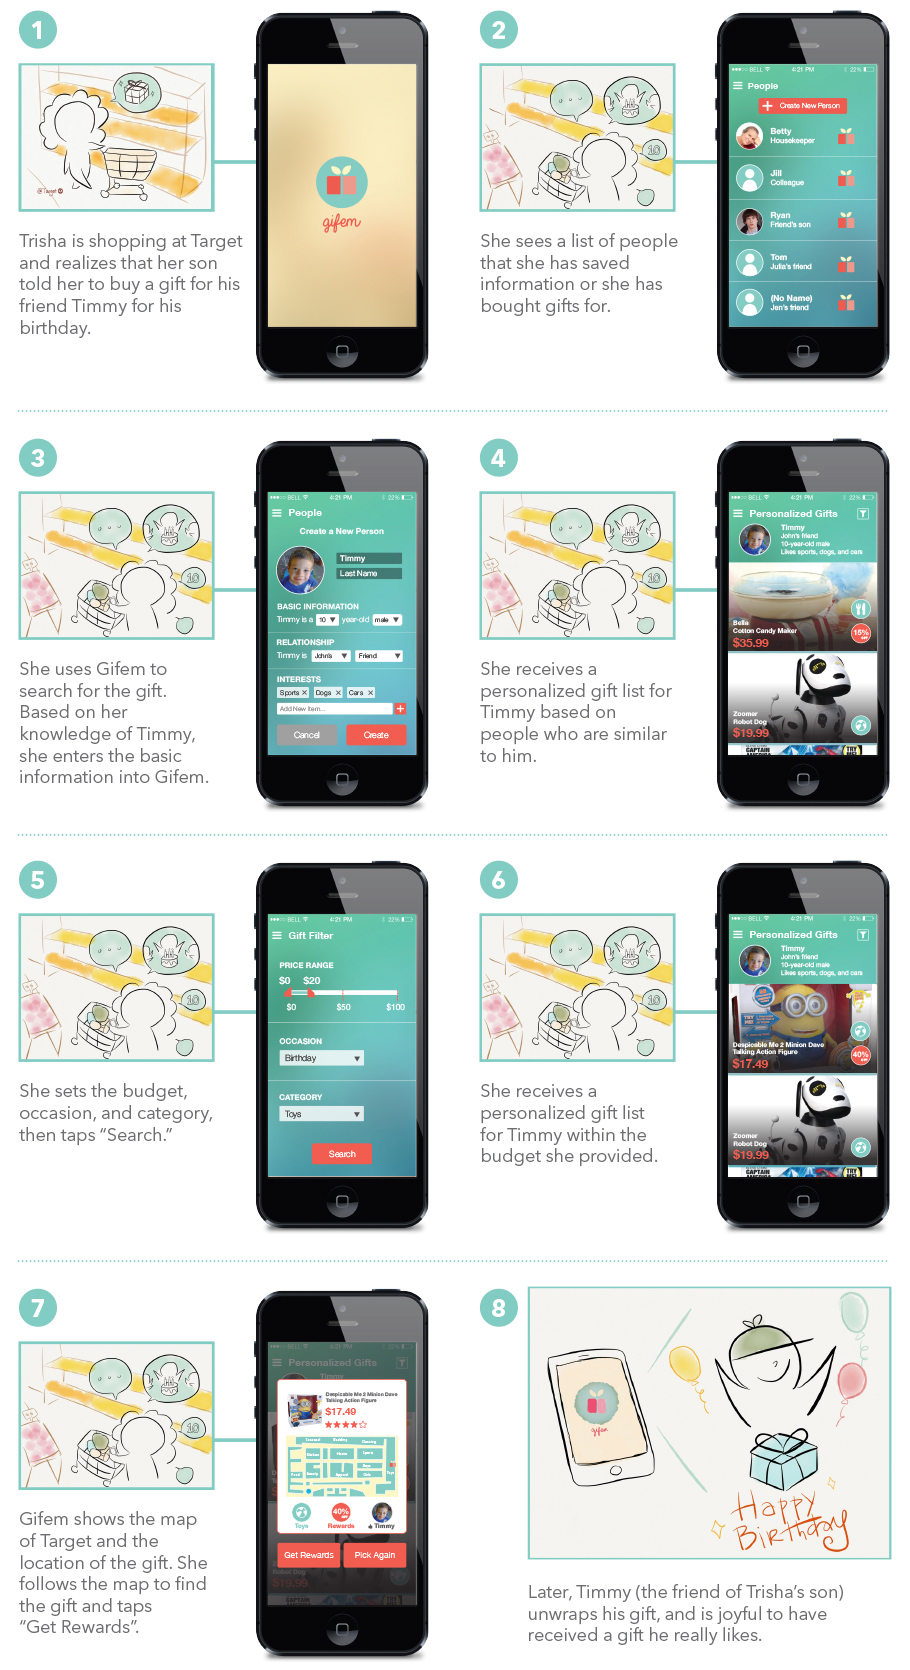 1
@Target
gifem
Trisha is shopping at Target
and realizes that her son
told her to buy a gift for his
friend Timmy for his
birthday.
2
10
4:21 PM
22%
People
+ Create New Person
Betty
Housekeeper
Jill
Colleague
Ryan
Friend's son
Tom
Julia's friend
(No Name)
Jen's friend
She sees a list of people
that she has saved
information or she has
bought gifts for.
3
10
BELL
4:21 PM
22%
People
Create a New Person
Timmy
Last Name
BASIC INFORMATION
Timmy is a 10 year-old male
RELATIONSHIP
Timmy is John's Friend
INTERESTS
Sports X Dogs X Cars X
Add New Item... +
Cancel Create
She uses Gifem to
search for the gift.
Based on her
knowledge of Timmy,
she enters the basic
information into Gifem.
4
10
BELL
4:21 PM
22%
Personalized Gifts
Timmy
John's friend
10-year-old male
Likes sports, dogs, and cars
Bella
Cotton Candy Maker
$35.99
15%
Zoomer
Robot Dog
$19.99
CAPTAIN
AMERICA
TRY
ME!
She receives a
personalized gift list for
Timmy based on
people who are similar
to him.
5
10
BELL
4:21 PM
22%
Gift Filter
PRICE RANGE
$0 $20
$0 $50 $100
OCCASION
Birthday
CATEGORY
Toys
Search
She sets the budget,
occasion, and category,
then taps “Search.”
6
10
BELL
4:21 PM
22%
Personalized Gifts
Timmy
John's friend
10-year-old male
Likes sports, dogs, and cars
TRY
ME!
Despicable Me 2 Minion Dave
Talking Action Figure
$17.49
40%
Zoomer
Robot Dog
$19.99
CAPTAIN
AMERICA
TRY
She receives a
personalized gift list
for Timmy within the
budget she provided.
7
10
BELL
4:21 PM
22%
Personalized Gifts
Timmy
Despicable Me 2 Minion Dave
Talking Action Figure
$17.49
Toys
40%
Rewards
Timmy
Get Rewards Pick Again
Robot Dog
$19.99
Gifem shows the map
of Target and the
location of the gift. She
follows the map to find
the gift and taps
“Get Rewards”.
8
gifem
Happy
Birthday
Later, Timmy (the friend of Trisha’s son)
unwraps his gift, and is joyful to have
received a gift he really likes.